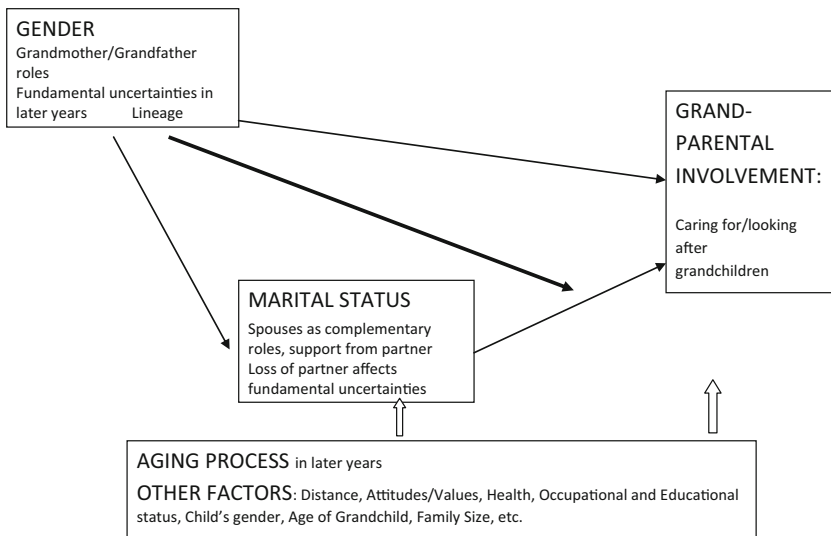 GENDER
Grandmother/Grandfather
roles
Fundamental uncertainties in
later years Lineage
GRAND-
PARENTAL
INVOLVEMENT:
Caring for/looking
after
grandchildren
MARITAL STATUS
Spouses as complementary
roles, support from partner
Loss of partner affects
fundamental uncertainties
AGING PROCESS in later years
OTHER FACTORS: Distance, Attitudes/Values, Health, Occupational and Educational
status, Child's gender, Age of Grandchild, Family Size, etc.